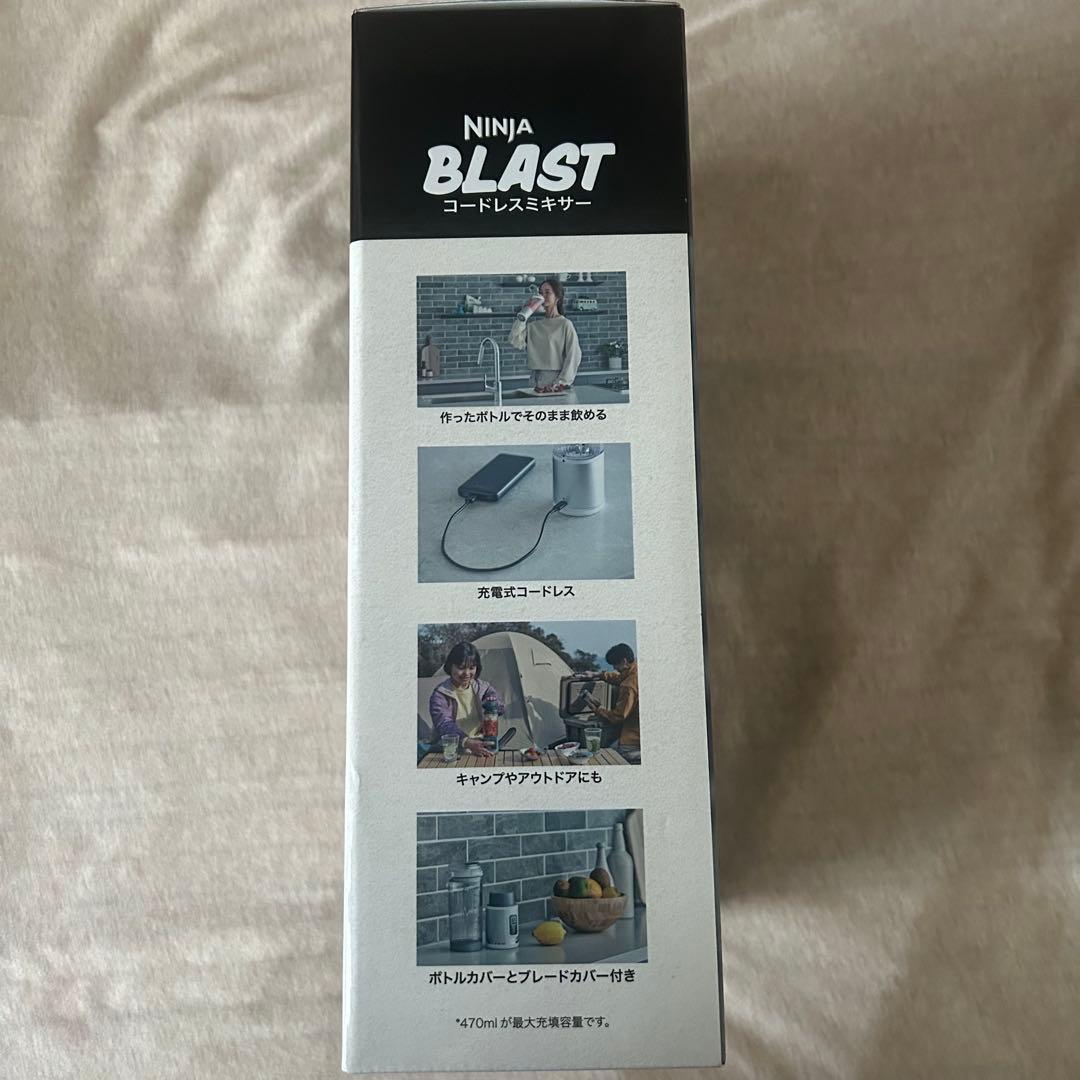 NINJA
BLAST
コードレスミキサー
作ったボトルでそのまま飲める
充電式コードレス
キャンプやアウトドアにも
ボトルカバーとブレードカバー付き
*470mlが最大充填容量です。